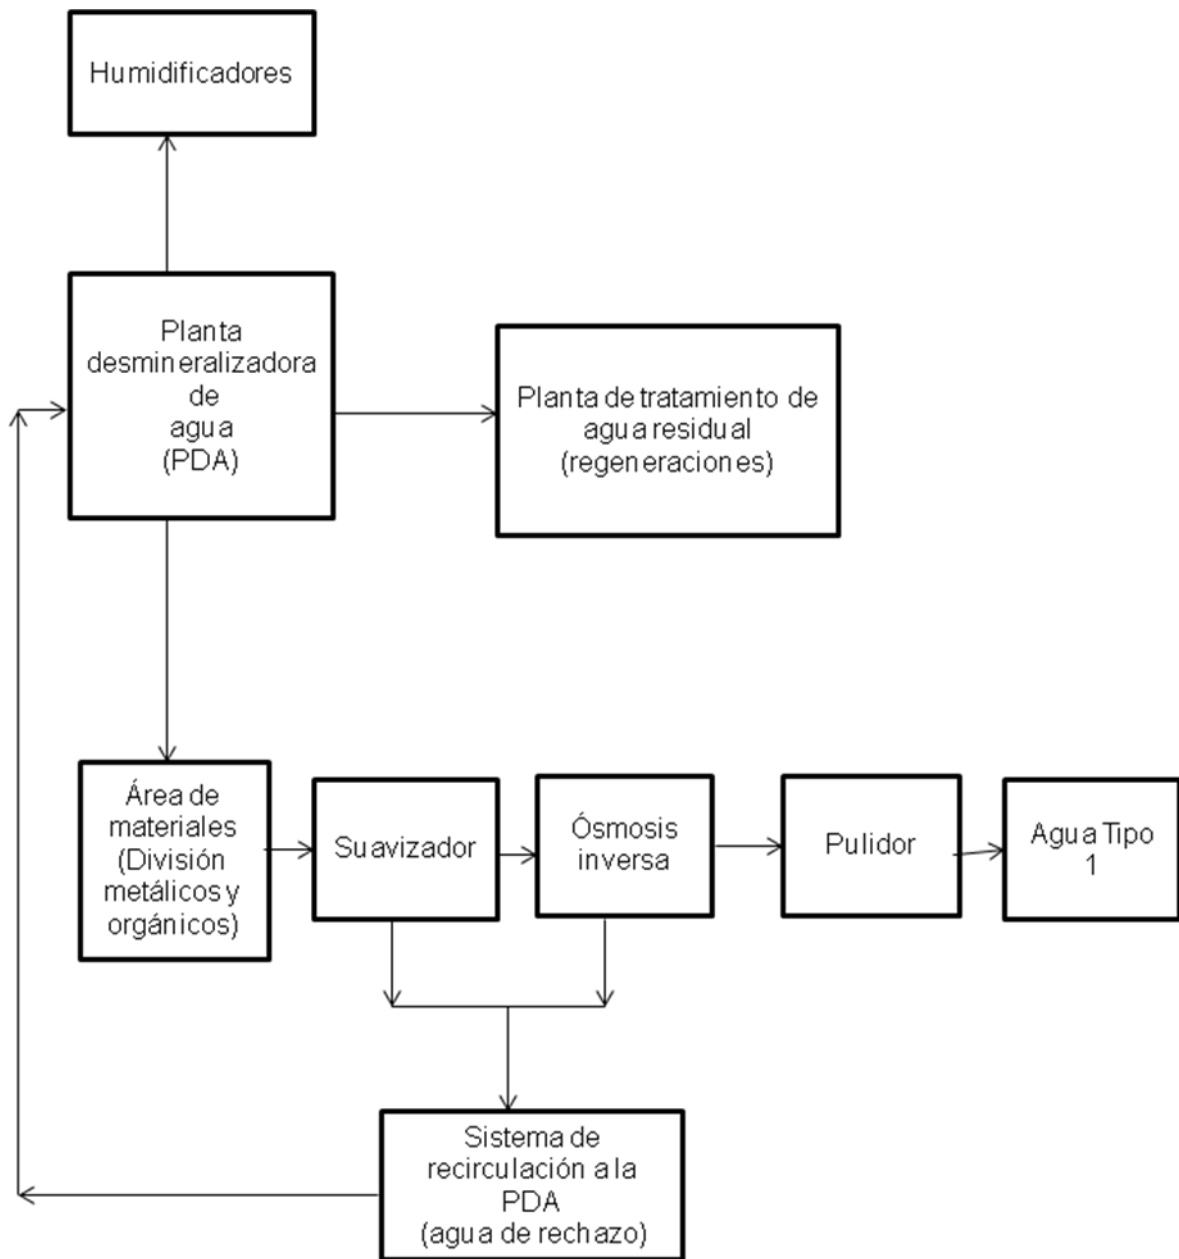 Humidificadores
Planta
desmineralizadora
de
agua
(PDA)
Planta de tratamiento de
agua residual
(regeneraciones)
Área de
materiales
(División
metálicos y
orgánicos)
Suavizador
Ósmosis
inversa
Pulidor
Agua Tipo
1
Sistema de
recirculación a la
PDA
(agua de rechazo)